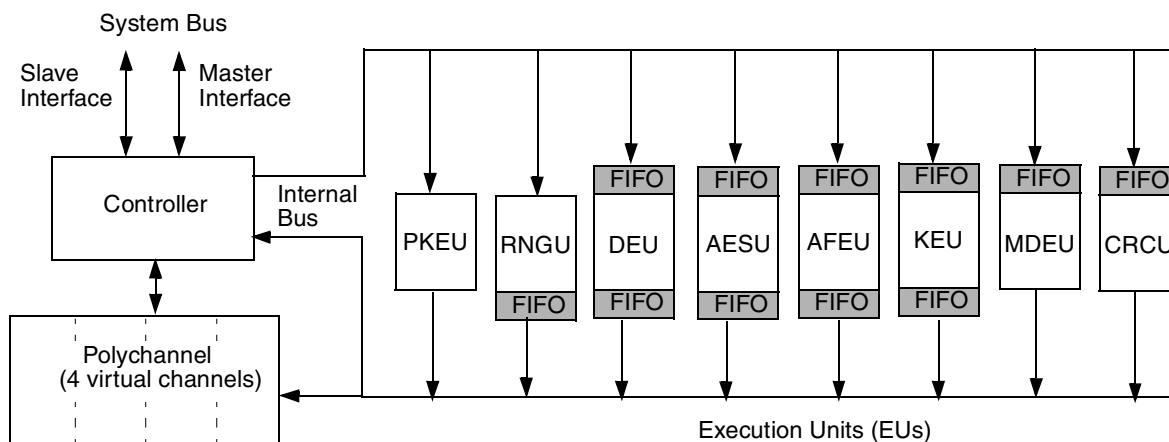 System Bus
Slave
Interface
Master
Interface
Controller
Internal
Bus
Polychannel
(4 virtual channels)
PKEU
RNGU
FIFO
FIFO
DEU
FIFO
FIFO
AESU
FIFO
FIFO
AFEU
FIFO
FIFO
KEU
FIFO
FIFO
MDEU
FIFO
CRCU
Execution Units (EUs)